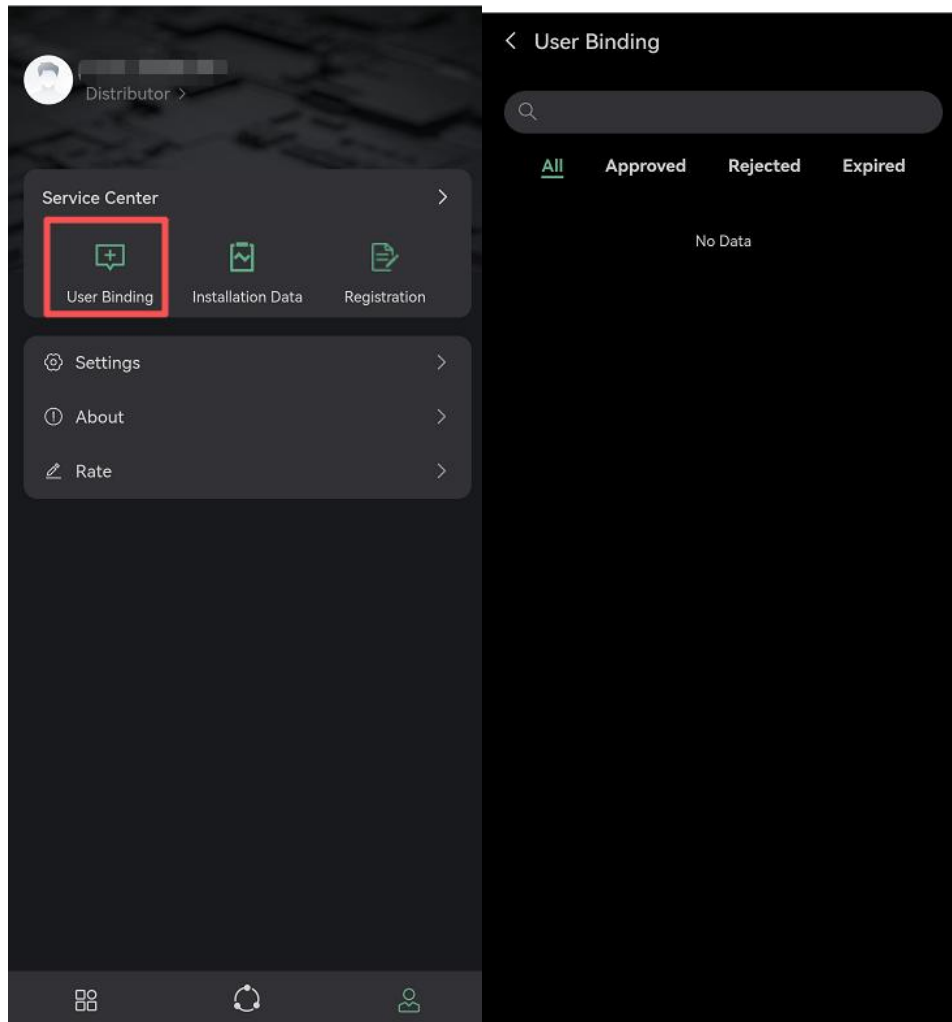 Distributor >
Service Center
User Binding
Installation Data
Registration
Settings
About
Rate
User Binding
All
Approved
Rejected
Expired
No Data